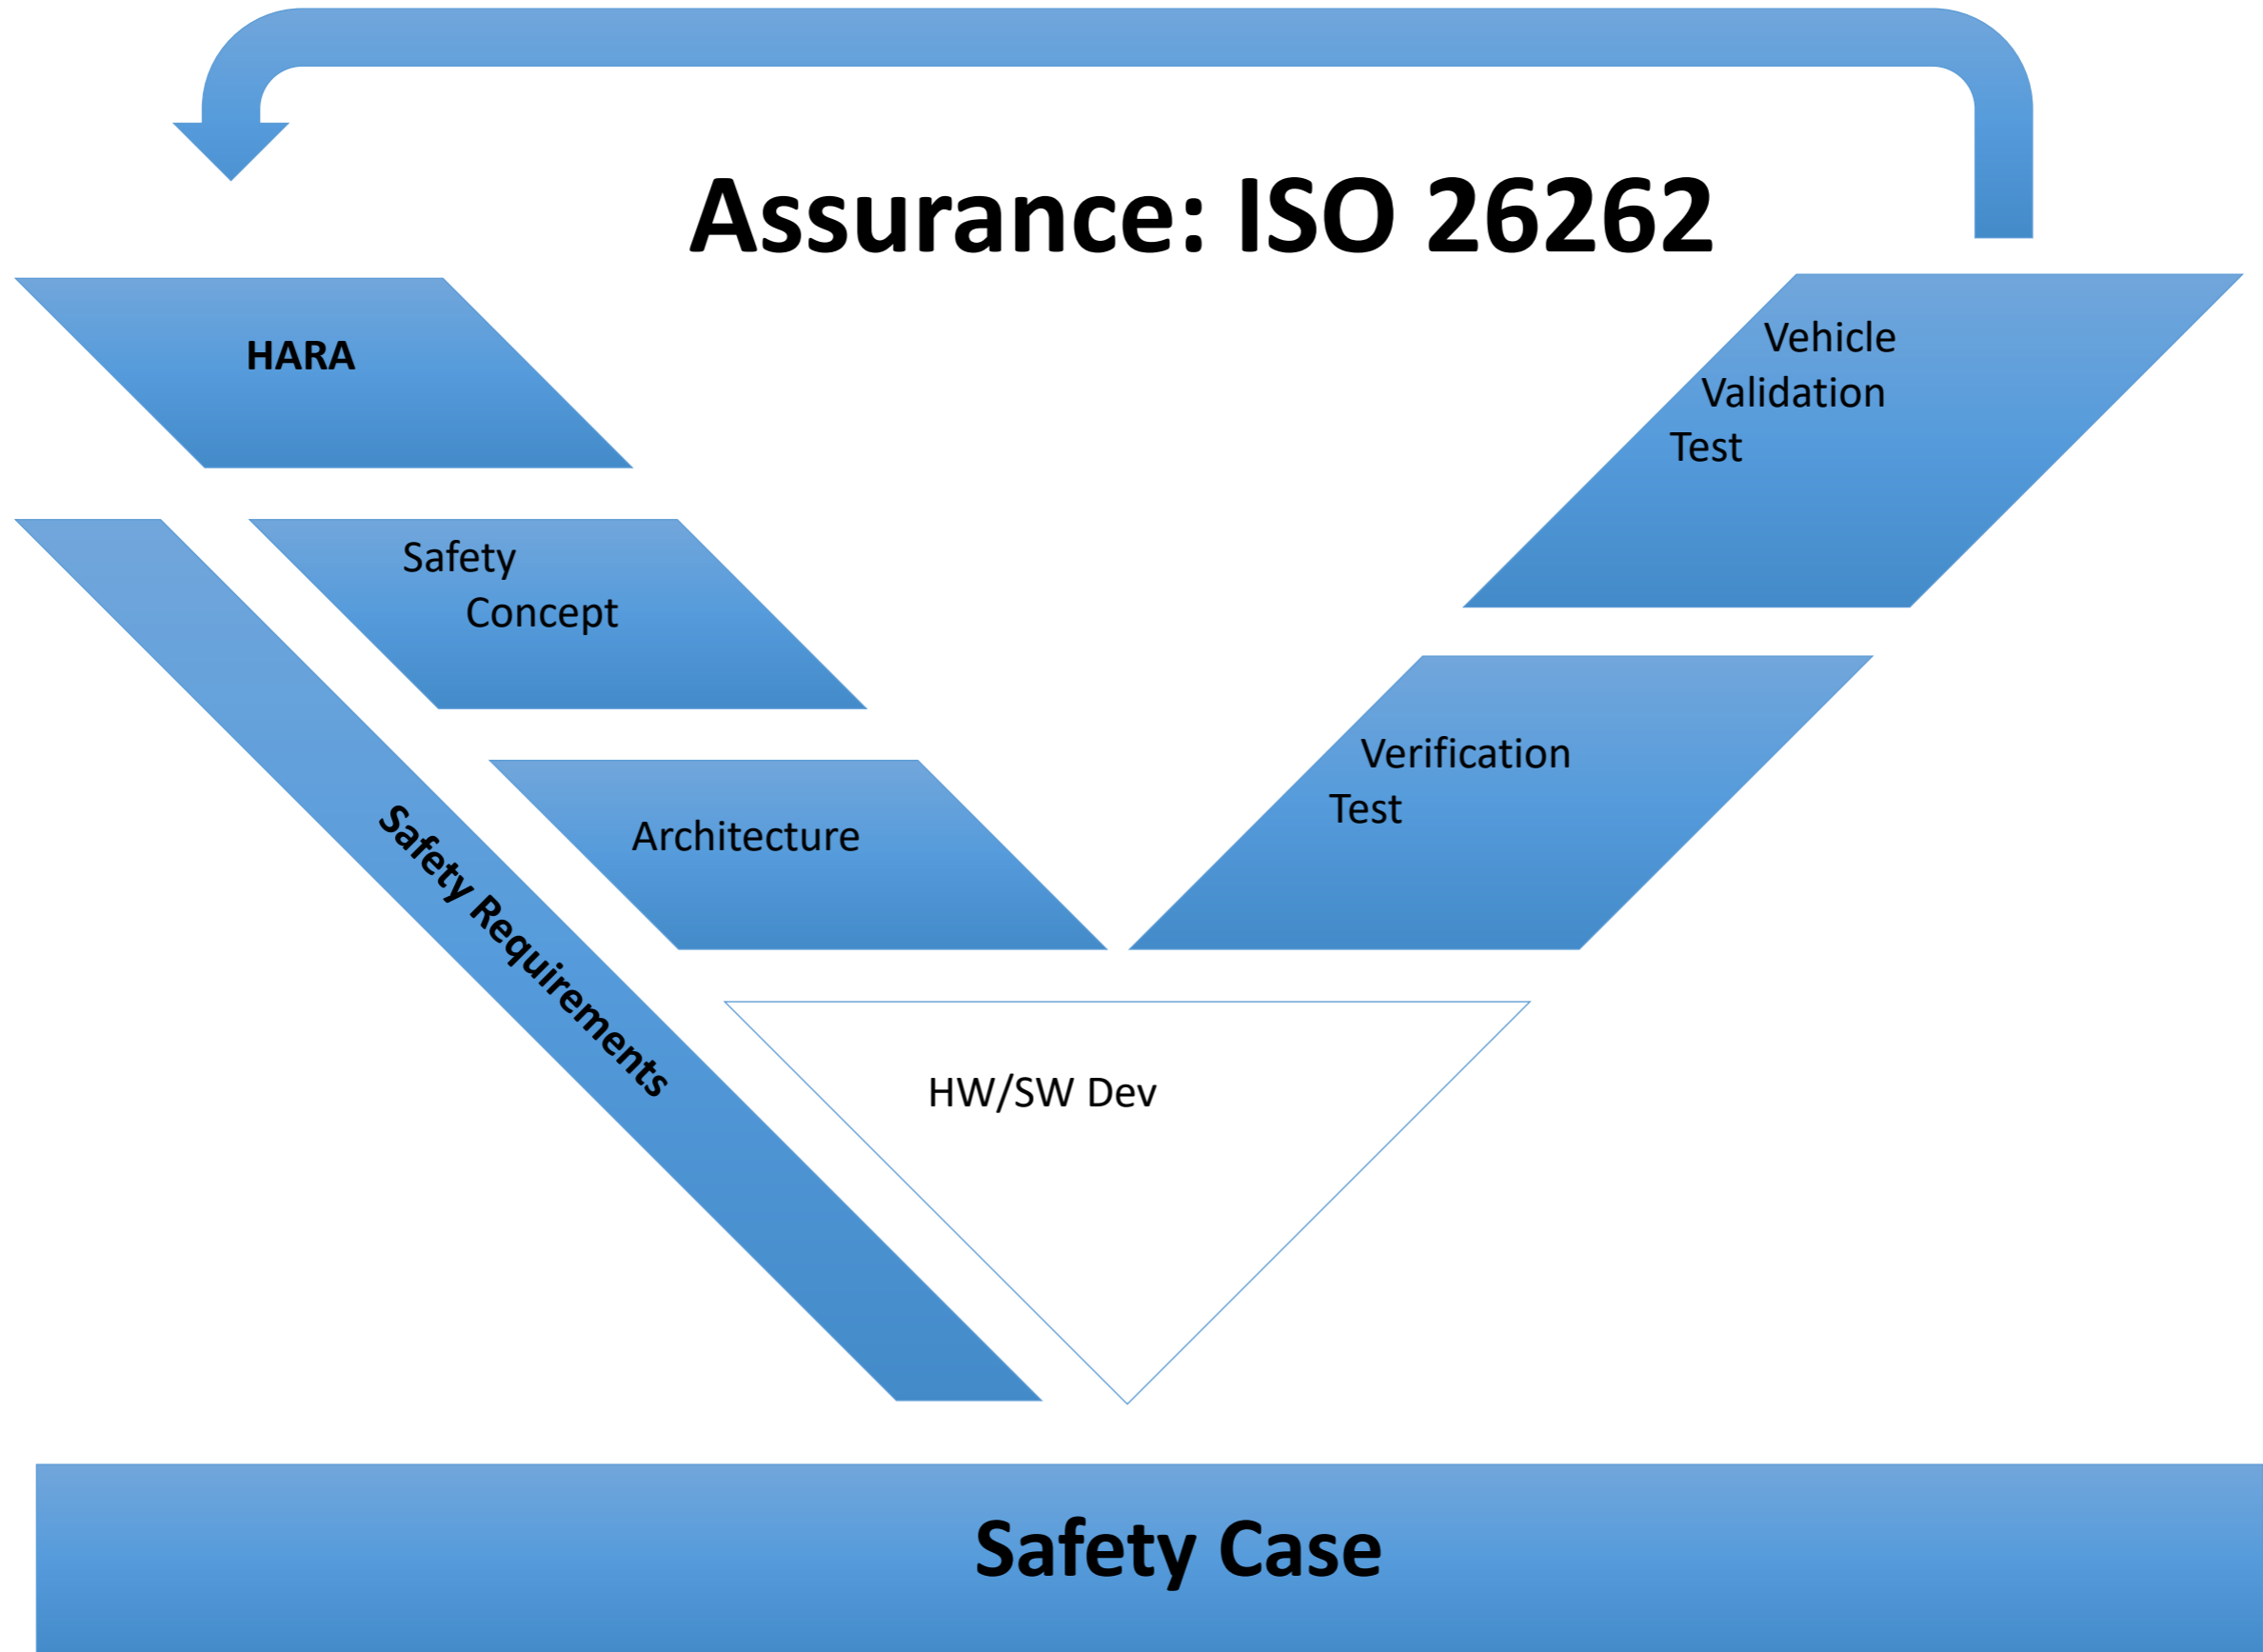 Assurance: ISO 26262
HARA
Vehicle
Validation
Test
Safety
Concept
Verification
Test
Architecture
Safety Requirements
HW/SW Dev
Safety Case